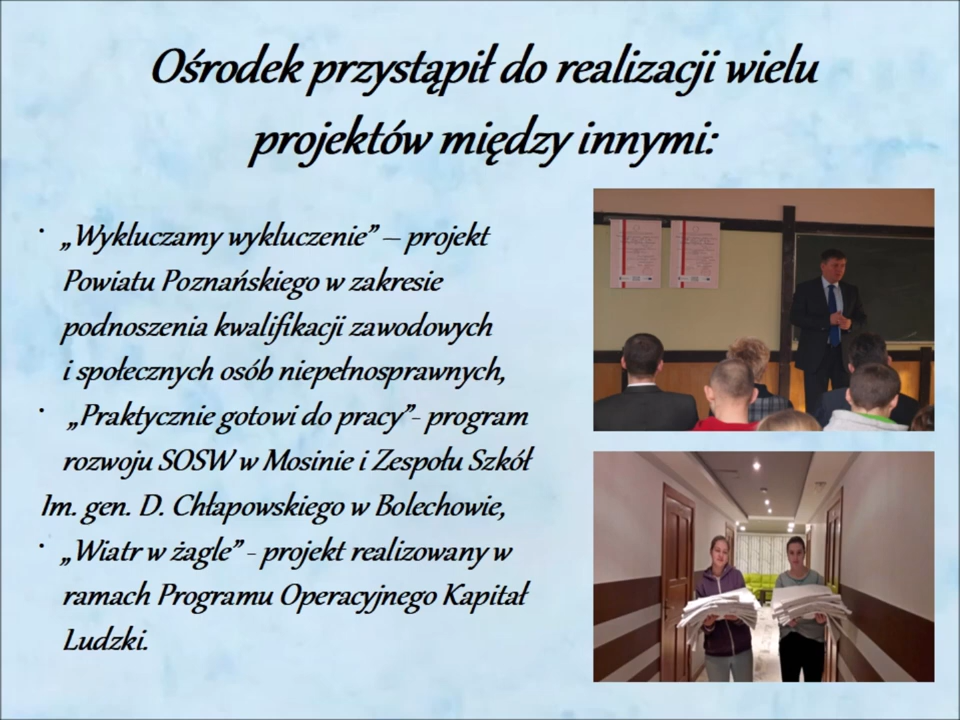 Ośrodek przystąpił do realizacji wielu
projektów między innymi:
· „Wykluczamy wykluczenie” – projekt
Powiatu Poznańskiego w zakresie
podnoszenia kwalifikacji zawodowych
i społecznych osób niepełnosprawnych,
· „Praktycznie gotowi do pracy”- program
rozwoju SOSW w Mosinie i Zespołu Szkół
Im. gen. D. Chłapowskiego w Bolechowie,
· „Wiatr w żagle” - projekt realizowany w
ramach Programu Operacyjnego Kapitał
Ludzki.